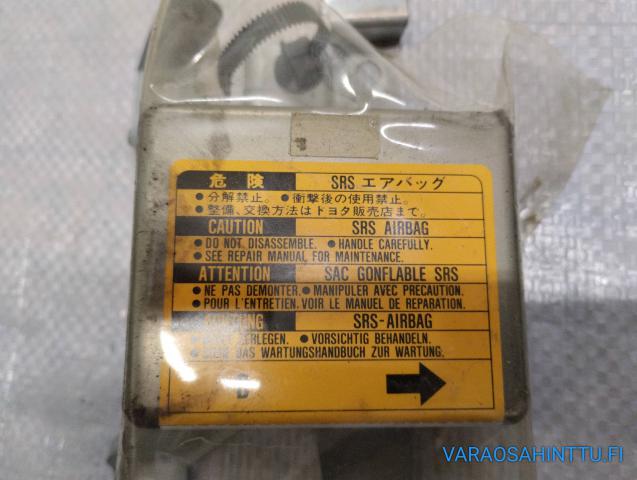 危険 SRS エアバッグ
●分解禁止。 ●衝撃後の使用禁止。
●整備、交換方法はトヨタ販売店まで。
CAUTION SRS AIRBAG
●DO NOT DISASSEMBLE. ●HANDLE CAREFULLY.
●SEE REPAIR MANUAL FOR MAINTENANCE.
ATTENTION SAC GONFLABLE SRS
●NE PAS DEMONTER. ●MANIPULER AVEC PRECAUTION.
●POUR L'ENTRETIEN. VOIR LE MANUEL DE REPARATION.
SRS-AIRBAG
●VORSICHTIG BEHANDELN.
DAS WARTUNGSHANDBUCH ZUR WARTUNG.
VARAOSAHINTTU.FI